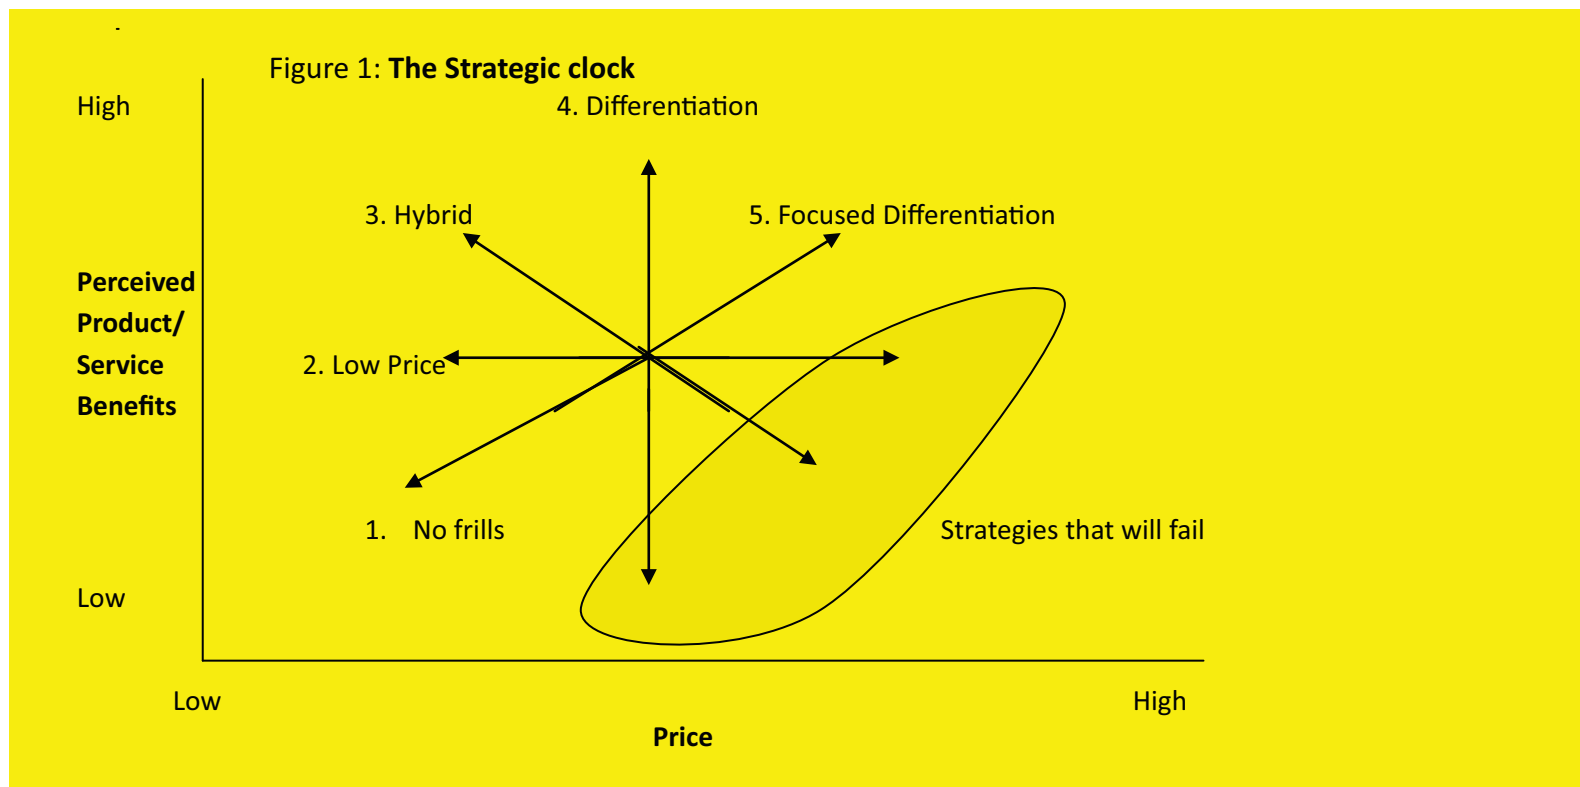 Figure 1: The Strategic clock
High
4. Differentiation
3. Hybrid
5. Focused Differentiation
Perceived
Product/
Service
Benefits
2. Low Price
1. No frills
Strategies that will fail
Low
Low
High
Price